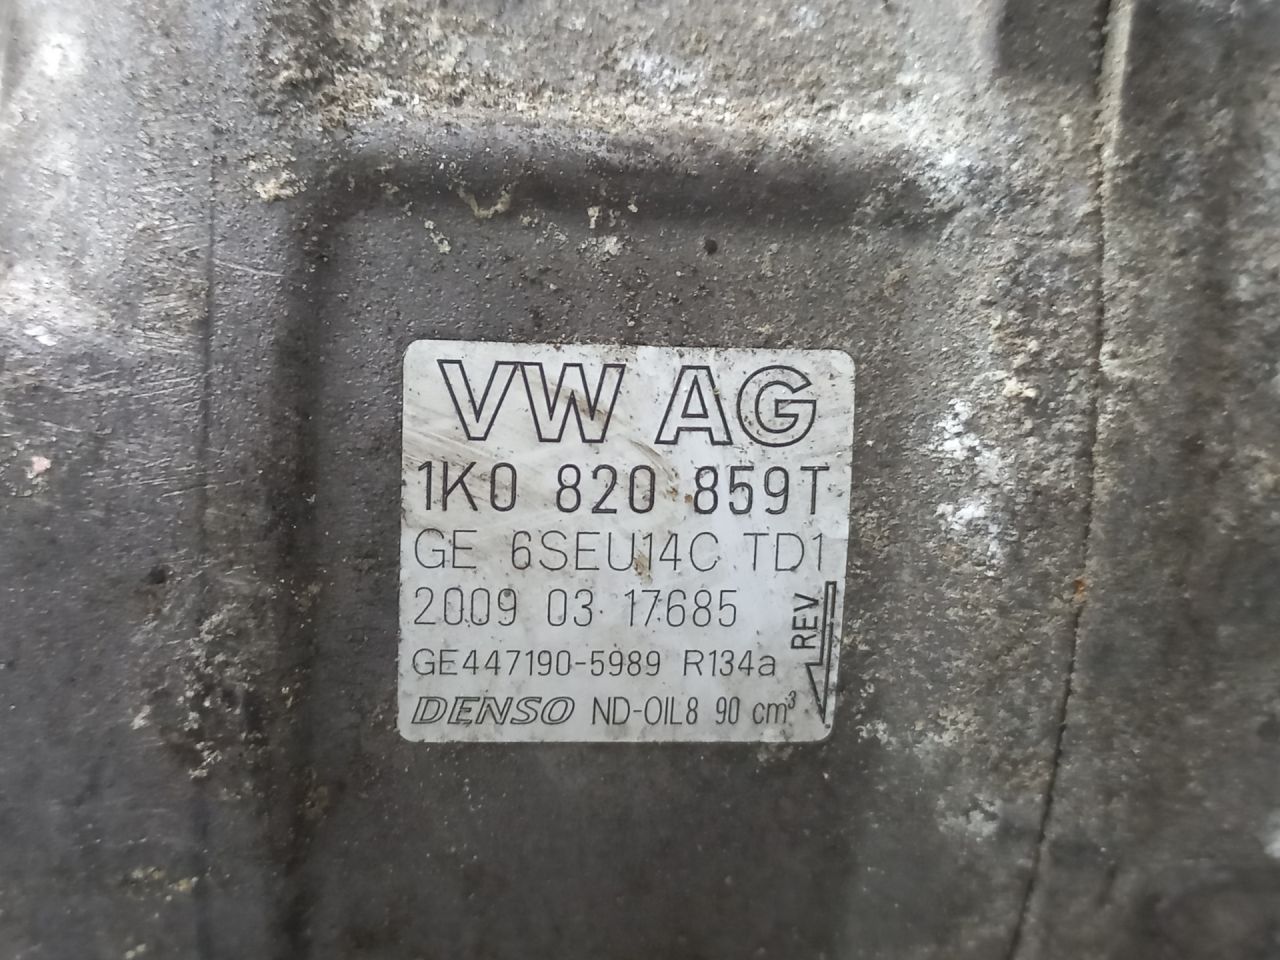 VW AG
1K0 820 859T
GE 6SEU14C TD1
2009 03 17685
REV
GE447190-5989 R134a
DENSO ND-OIL8 90 cm³